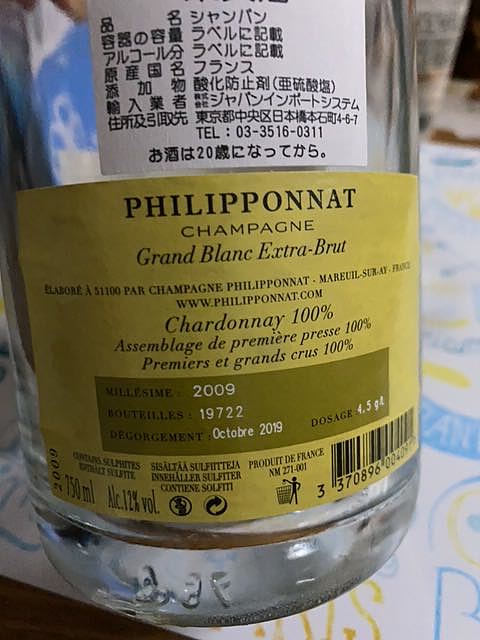 品名 シャンパン
容器の容量 ラベルに記載
アルコール分 ラベルに記載
原産国名 フランス
添加物 酸化防止剤(亜硫酸塩)
輸入業者 株式会社ジャパンインポートシステム
住所及引取先 東京都中央区日本橋本石町4-6-7
TEL:03-3516-0311
お酒は20歳になってから。
PHILIPPONNAT
CHAMPAGNE
Grand Blanc Extra-Brut
ÉLABORÉ À 51100 PAR CHAMPAGNE PHILIPPONNAT - MAREUIL-SUR-AY - FRANCE
WWW.PHILIPPONNAT.COM
Chardonnay 100%
Assemblage de première presse 100%
Premiers et grands crus 100%
MILLÉSIME : 2009
BOUTEILLES : 19722
DÉGORGEMENT : Octobre 2019
DOSAGE : 4,5 g/L
2009
CONTAINS SULPHITES
ENTHÄLT SULFITE
750 ml
Alc.12% vol.
SISÄLTÄÄ SULFIITTEJA
INNEHÅLLER SULFITER
CONTIENE SOLFITI
PRODUIT DE FRANCE
NM 271-001
3 370896 00409